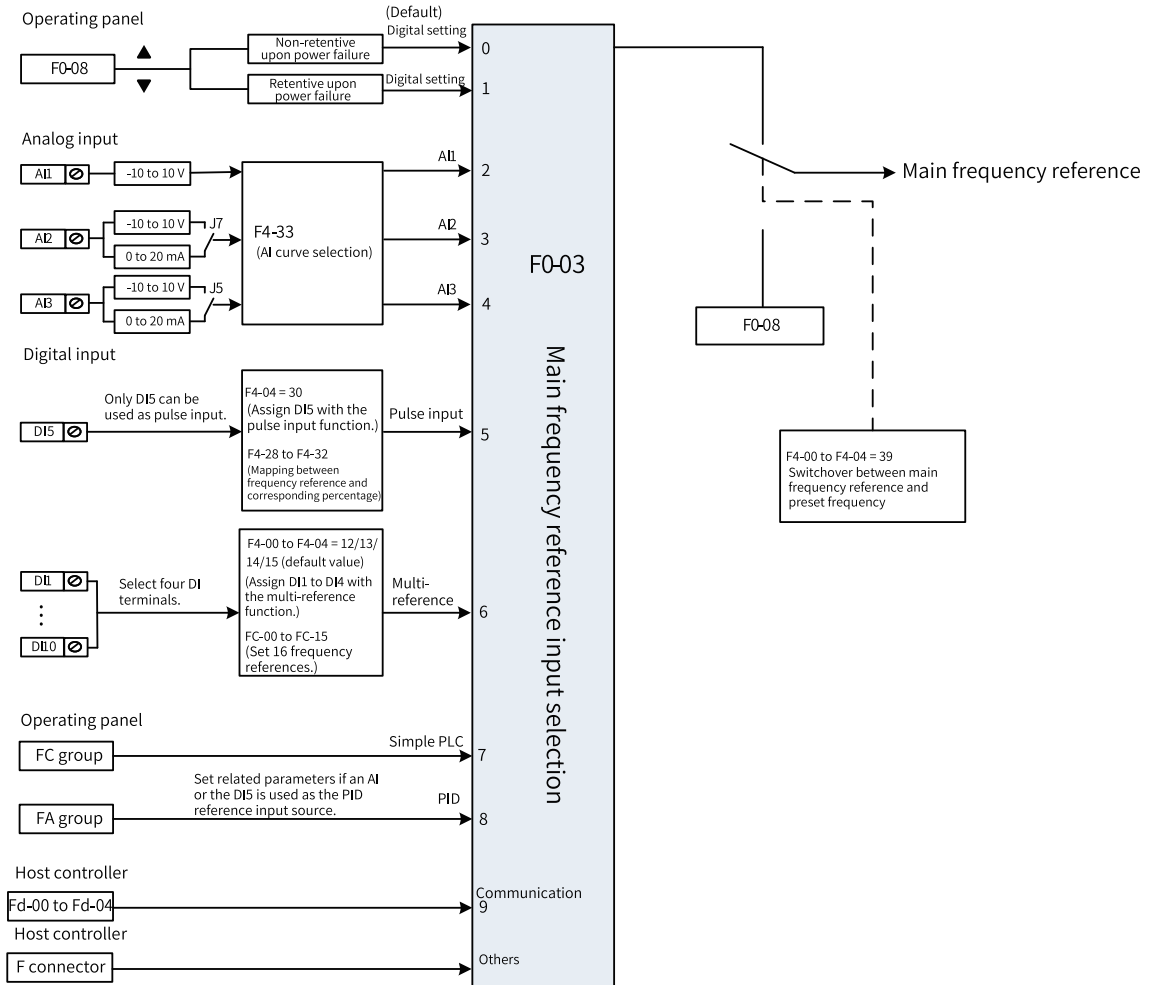 Operating panel
F0-08
▲
▼
Non-retentive
upon power failure
Retentive upon
power failure
(Default)
Digital setting
0
Digital setting
1
Analog input
AI1
-10 to 10 V
AI1
2
AI2
-10 to 10 V
0 to 20 mA
J7
AI2
3
AI3
-10 to 10 V
0 to 20 mA
J5
AI3
4
F4-33
(AI curve selection)
Digital input
DI5
Only DI5 can be
used as pulse input.
F4-04 = 30
(Assign DI5 with the
pulse input function.)
F4-28 to F4-32
(Mapping between
frequency reference and
corresponding percentage)
Pulse input
5
DI1
⋮
DI10
Select four DI
terminals.
F4-00 to F4-04 = 12/13/
14/15 (default value)
(Assign DI1 to DI4 with
the multi-reference
function.)
FC-00 to FC-15
(Set 16 frequency
references.)
Multi-
reference
6
Operating panel
FC group
Simple PLC
7
FA group
Set related parameters if an AI
or the DI5 is used as the PID
reference input source.
PID
8
Host controller
Fd-00 to Fd-04
Communication
9
Host controller
F connector
Others
F0-03
Main frequency reference input selection
Main frequency reference
F0-08
F4-00 to F4-04 = 39
Switchover between main
frequency reference and
preset frequency